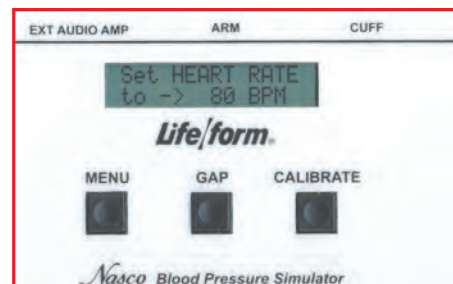 EXT AUDIO AMP ARM CUFF
Set HEART RATE
to -> 80 BPM
Life/form®
MENU GAP CALIBRATE
Nasco Blood Pressure Simulator